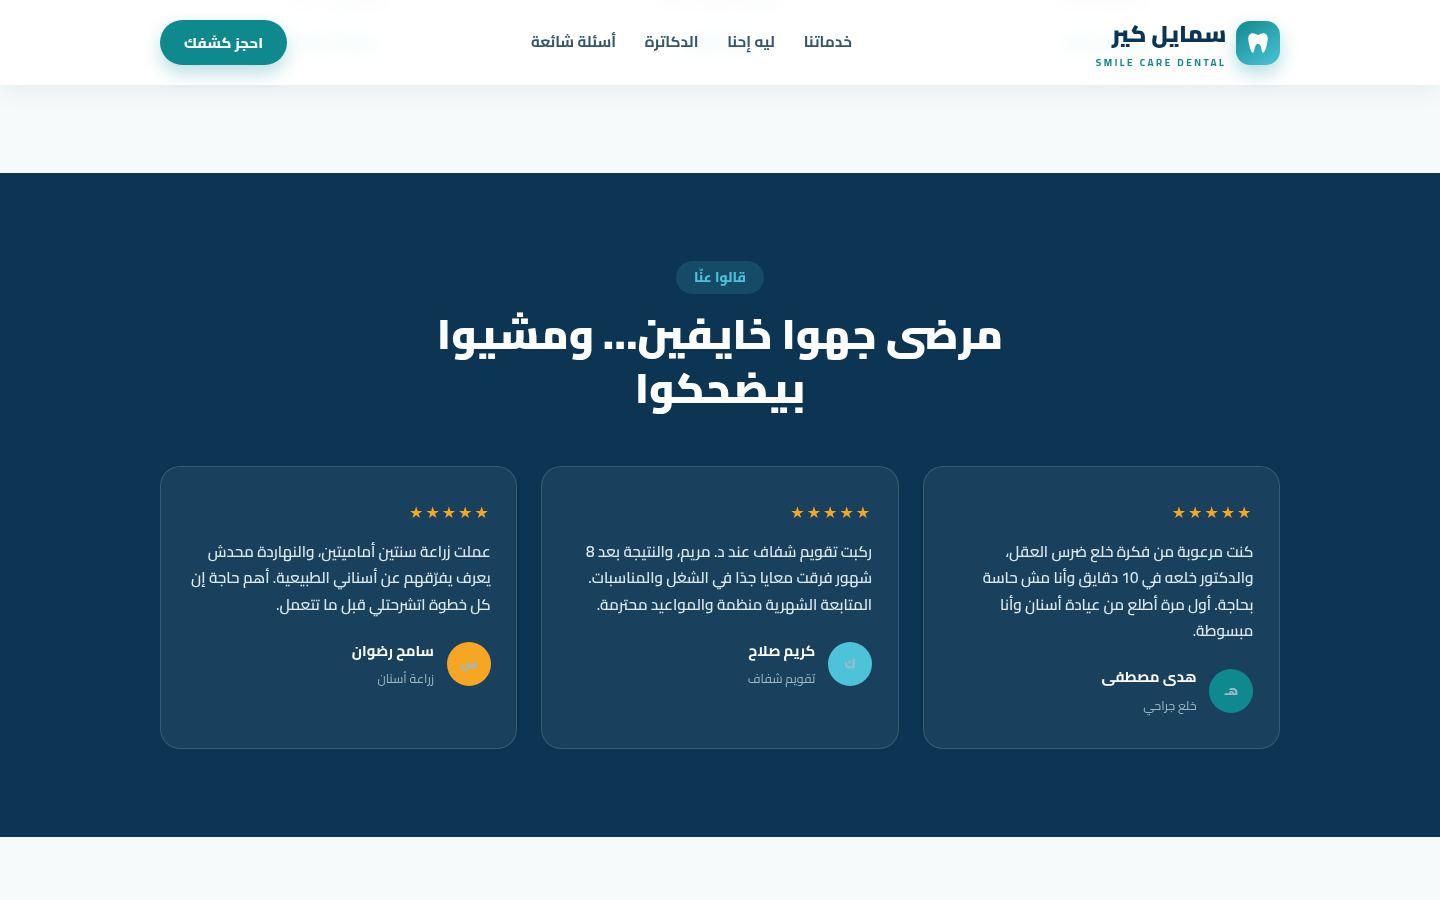 سمايل كير
SMILE CARE DENTAL
خدماتنا
ليه إحنا
الدكاترة
أسئلة شائعة
احجز كشفك
قالوا عنّا
مرضى جهوا خايفين... ومشيوا
بيضحكوا
★★★★★
كنت مرعوبة من فكرة خلع ضرس العقل،
والدكتور خلعه في 10 دقايق وأنا مش حاسة
بحاجة. أول مرة أطلع من عيادة أسنان وأنا
مبسوطة.
هـ
هدى مصطفى
خلع جراحي
★★★★★
ركبت تقويم شفاف عند د. مريم، والنتيجة بعد 8
شهور فرقت معايا جدًا في الشغل والمناسبات.
المتابعة الشهرية منظمة والمواعيد محترمة.
ك
كريم صلاح
تقويم شفاف
★★★★★
عملت زراعة سنتين أماميتين، والنهاردة محدش
يعرف يفرّقهم عن أسناني الطبيعية. أهم حاجة إن
كل خطوة اتشرحتلي قبل ما تتعمل.
س
سامح رضوان
زراعة أسنان